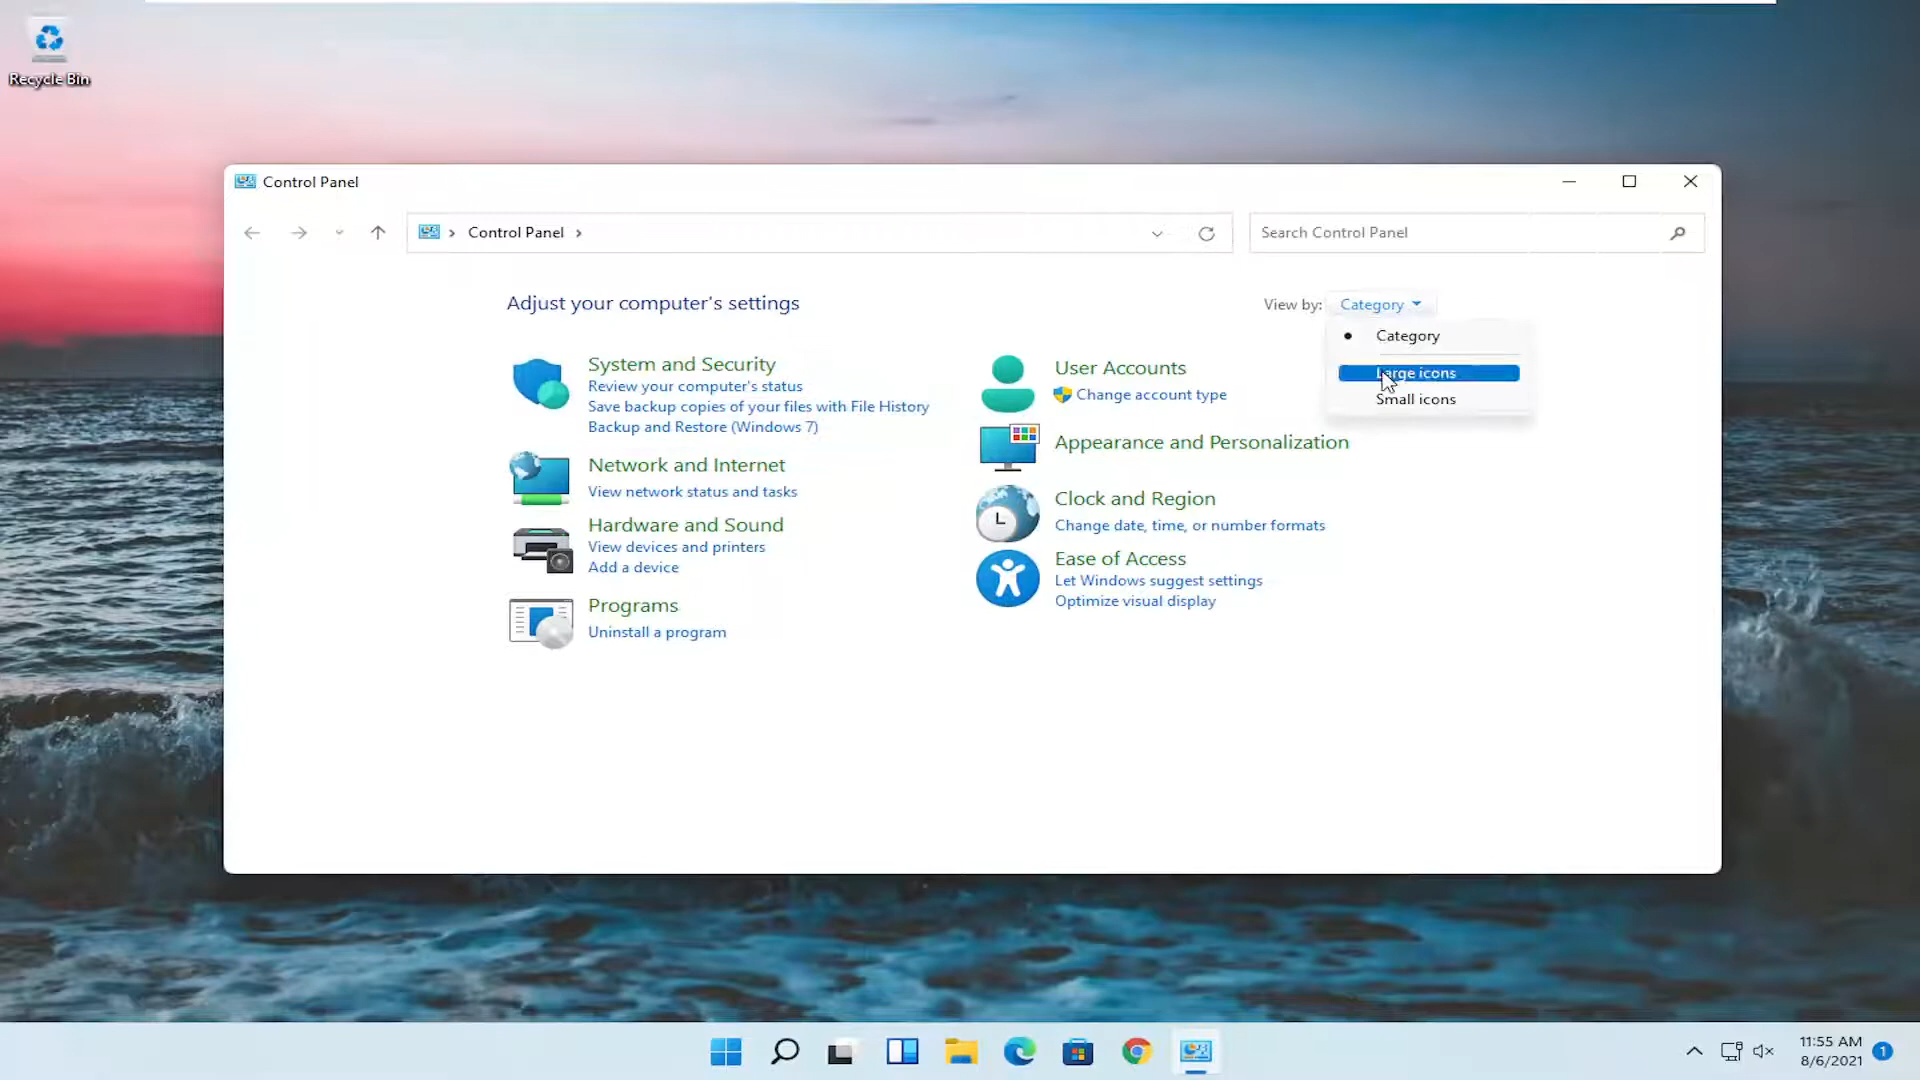 Recycle Bin
Control Panel
Control Panel
Search Control Panel
Adjust your computer's settings
View by: Category
Category
Large icons
Small icons
System and Security
Review your computer's status
Save backup copies of your files with File History
Backup and Restore (Windows 7)
Network and Internet
View network status and tasks
Hardware and Sound
View devices and printers
Add a device
Programs
Uninstall a program
User Accounts
Change account type
Appearance and Personalization
Clock and Region
Change date, time, or number formats
Ease of Access
Let Windows suggest settings
Optimize visual display
11:55 AM
8/6/2021
1